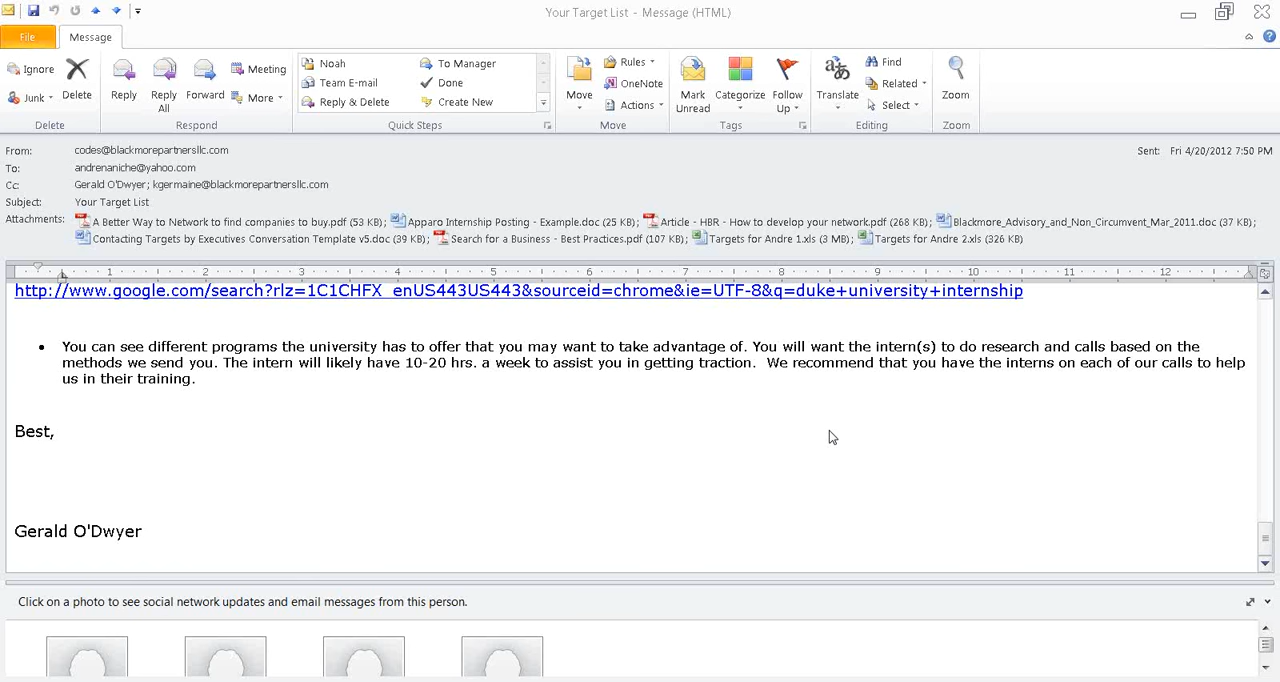 Your Target List - Message (HTML)
File Message
Ignore
Junk
Delete
Delete
Reply
Reply All
Forward
Meeting
More
Respond
Noah
Team E-mail
Reply & Delete
To Manager
Done
Create New
Quick Steps
Move
Rules
OneNote
Actions
Move
Mark Unread
Categorize
Follow Up
Tags
Translate
Find
Related
Select
Editing
Zoom
Zoom
From: codes@blackmorepartnersllc.com
Sent: Fri 4/20/2012 7:50 PM
To: andrenaniche@yahoo.com
Cc: Gerald O'Dwyer; kgermaine@blackmorepartnersllc.com
Subject: Your Target List
Attachments: A Better Way to Network to find companies to buy.pdf (53 KB); Apparo Internship Posting - Example.doc (25 KB); Article - HBR - How to develop your network.pdf (268 KB); Blackmore_Advisory_and_Non_Circumvent_Mar_2011.doc (37 KB);
Contacting Targets by Executives Conversation Template v5.doc (39 KB); Search for a Business - Best Practices.pdf (107 KB); Targets for Andre 1.xls (3 MB); Targets for Andre 2.xls (326 KB)
1 2 3 4 5 6 7 8 9 10 11 12
http://www.google.com/search?rlz=1C1CHFX_enUS443US443&sourceid=chrome&ie=UTF-8&q=duke+university+internship
• You can see different programs the university has to offer that you may want to take advantage of. You will want the intern(s) to do research and calls based on the
methods we send you. The intern will likely have 10-20 hrs. a week to assist you in getting traction. We recommend that you have the interns on each of our calls to help
us in their training.
Best,
Gerald O'Dwyer
Click on a photo to see social network updates and email messages from this person.